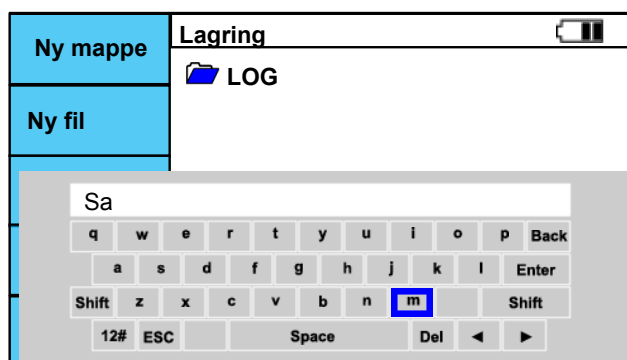 Ny mappe
Lagring
LOG
Ny fil
Sa
q w e r t y u i o p Back
a s d f g h j k l Enter
Shift z x c v b n m Shift
12# ESC Space Del ◄ ►